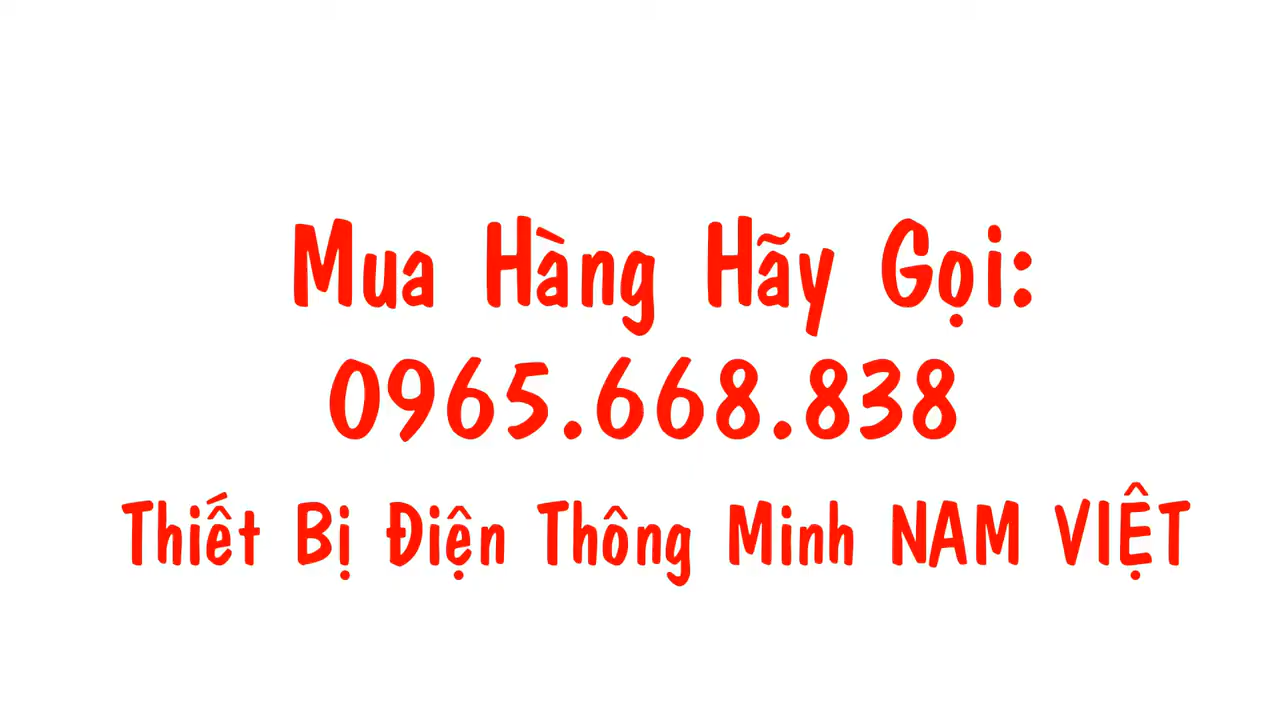 Mua Hàng Hãy Gọi:
0965.668.838
Thiết Bị Điện Thông Minh NAM VIỆT